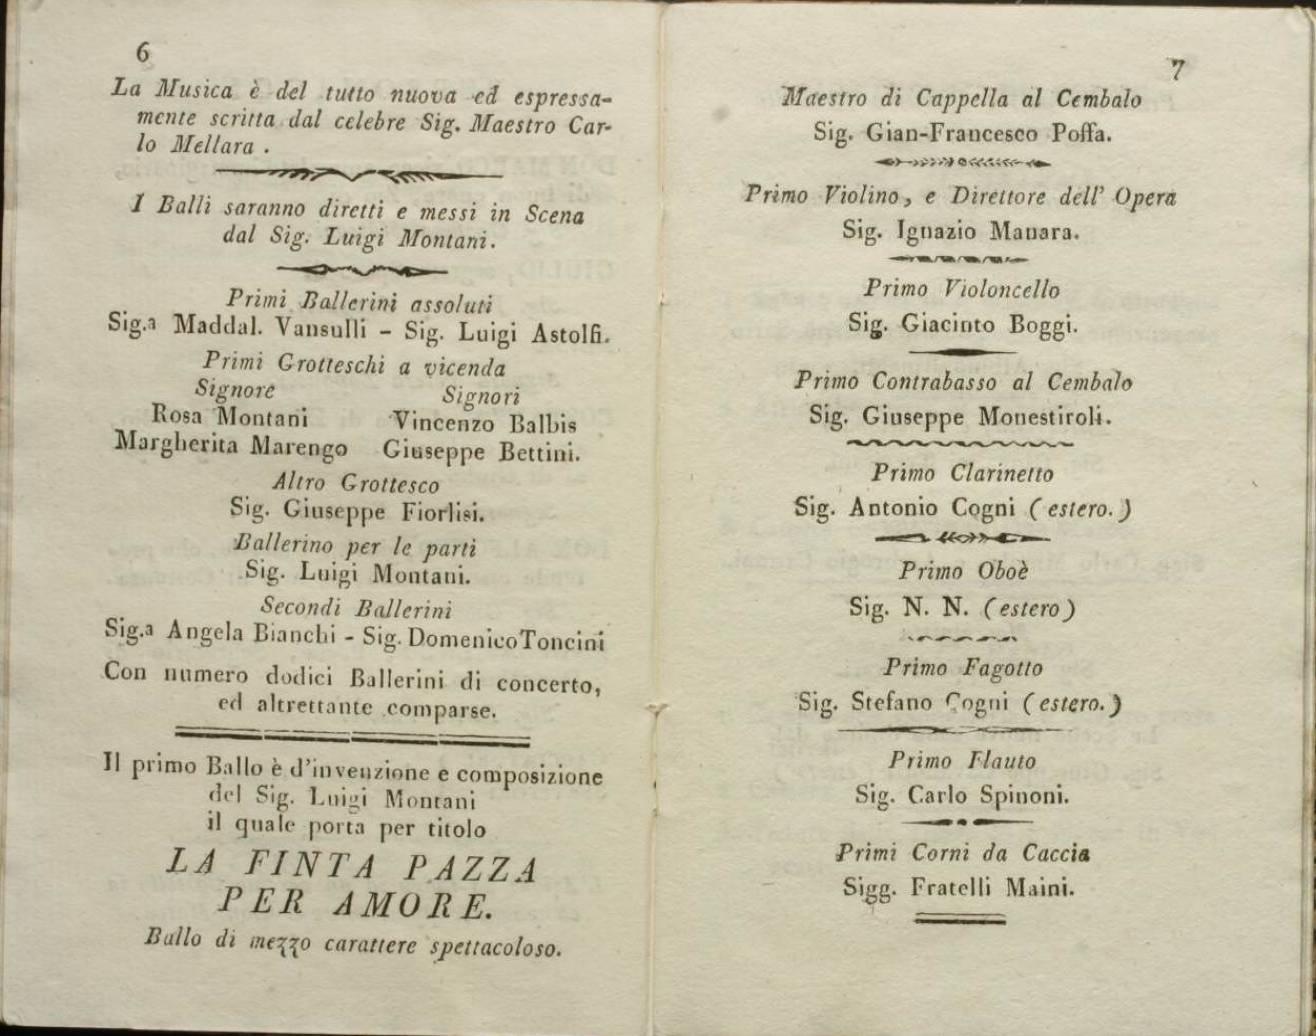 6
La Musica è del tutto nuova ed espressa-
mente scritta dal celebre Sig. Maestro Car-
lo Mellara .
I Balli saranno diretti e messi in Scena
dal Sig. Luigi Montani.
Primi Ballerini assoluti
Sig.a Maddal. Vansulli - Sig. Luigi Astolfi.
Primi Grotteschi a vicenda
Signore Signori
Rosa Montani Vincenzo Balbis
Margherita Marengo Giuseppe Bettini.
Altro Grottesco
Sig. Giuseppe Fiorlisi.
Ballerino per le parti
Sig. Luigi Montani.
Secondi Ballerini
Sig.a Angela Bianchi - Sig. Domenico Toncini
Con numero dodici Ballerini di concerto,
ed altrettante comparse.
Il primo Ballo è d'invenzione e composizione
del Sig. Luigi Montani
il quale porta per titolo
LA FINTA PAZZA
PER AMORE.
Ballo di mezzo carattere spettacoloso.
7
Maestro di Cappella al Cembalo
Sig. Gian-Francesco Poffa.
Primo Violino, e Direttore dell' Opera
Sig. Ignazio Manara.
Primo Violoncello
Sig. Giacinto Boggi.
Primo Contrabasso al Cembalo
Sig. Giuseppe Monestiroli.
Primo Clarinetto
Sig. Antonio Cogni (estero.)
Primo Oboè
Sig. N. N. (estero)
Primo Fagotto
Sig. Stefano Cogni (estero.)
Primo Flauto
Sig. Carlo Spinoni.
Primi Corni da Caccia
Sigg. Fratelli Maini.